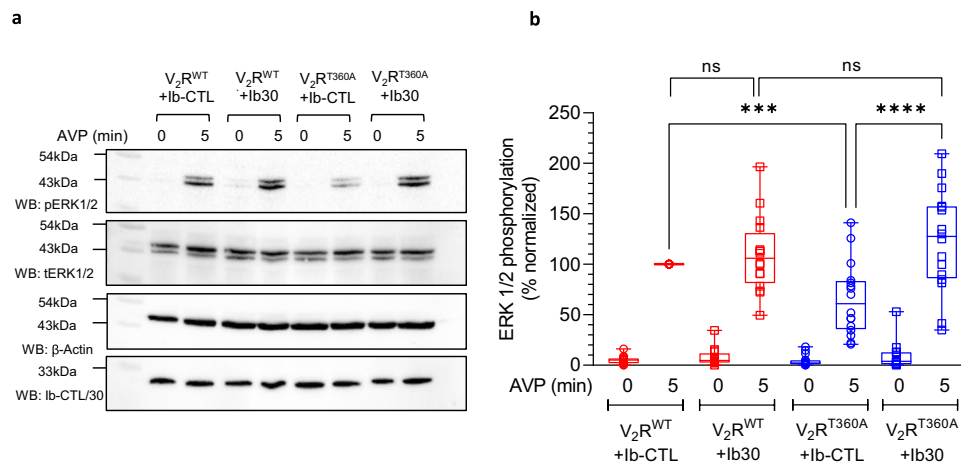 a
V₂Rᵂᵀ V₂Rᵂᵀ V₂Rᵀ³⁶⁰ᴬ V₂Rᵀ³⁶⁰ᴬ
+Ib-CTL +Ib30 +Ib-CTL +Ib30
AVP (min) 0 5 0 5 0 5 0 5
54kDa
43kDa
WB: pERK1/2
54kDa
43kDa
WB: tERK1/2
54kDa
43kDa
WB: β-Actin
33kDa
WB: Ib-CTL/30
b
ns ns
*** ****
ERK 1/2 phosphorylation
(% normalized)
250
200
150
100
50
0
AVP (min) 0 5 0 5 0 5 0 5
V₂Rᵂᵀ V₂Rᵂᵀ V₂Rᵀ³⁶⁰ᴬ V₂Rᵀ³⁶⁰ᴬ
+Ib-CTL +Ib30 +Ib-CTL +Ib30